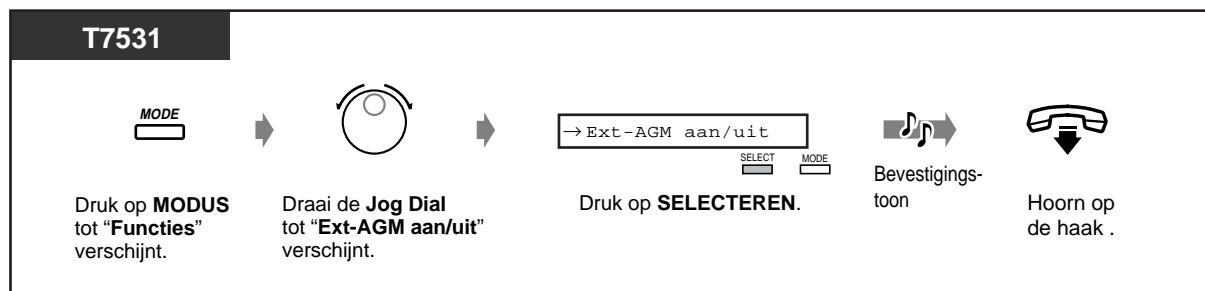 T7531
MODE
Druk op MODUS
tot “Functies”
verschijnt.
Draai de Jog Dial
tot “Ext-AGM aan/uit”
verschijnt.
→Ext-AGM aan/uit
SELECT MODE
Druk op SELECTEREN.
Bevestigings-
toon
Hoorn op
de haak .